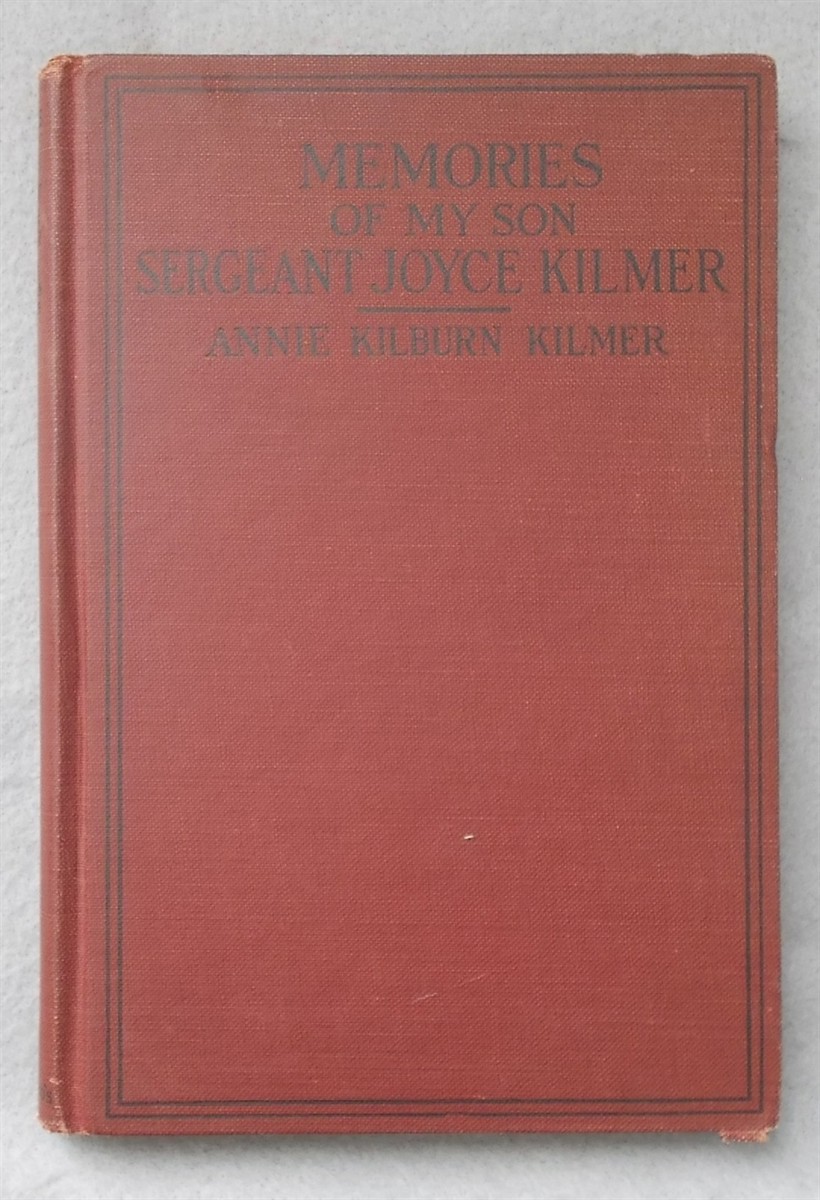 MEMORIES
OF MY SON
SERGEANT JOYCE KILMER
ANNIE KILBURN KILMER